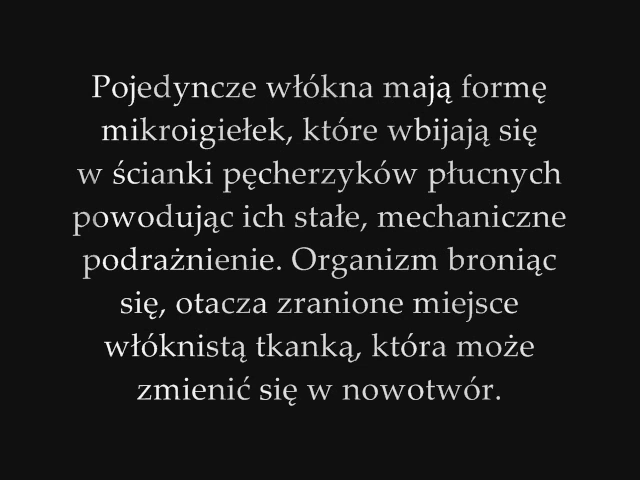 Pojedyncze włókna mają formę
mikroigiełek, które wbijają się
w ścianki pęcherzyków płucnych
powodując ich stałe, mechaniczne
podrażnienie. Organizm broniąc
się, otacza zranione miejsce
włóknistą tkanką, która może
zmienić się w nowotwór.